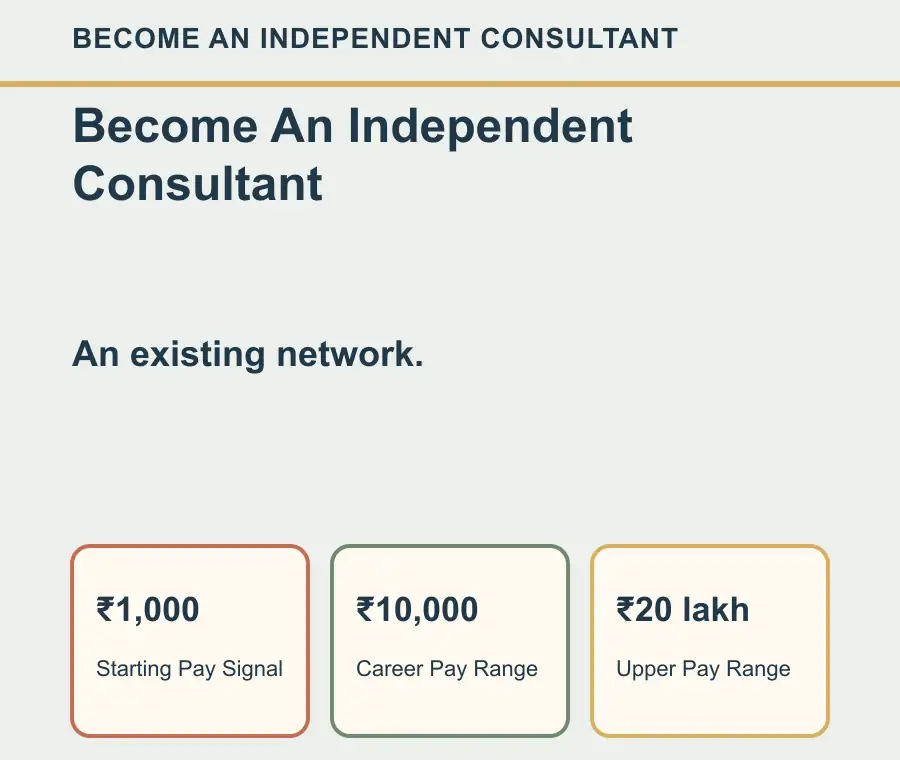 BECOME AN INDEPENDENT CONSULTANT
Become An Independent
Consultant
An existing network.
₹1,000
Starting Pay Signal
₹10,000
Career Pay Range
₹20 lakh
Upper Pay Range